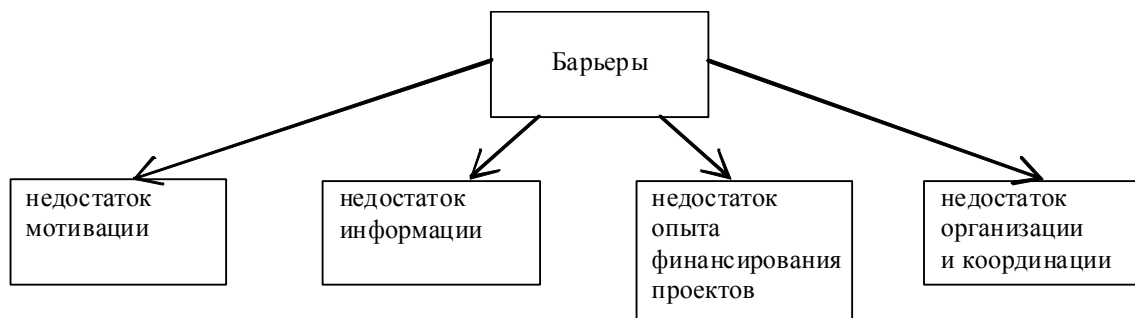 Барьеры
недостаток
мотивации
недостаток
информации
недостаток
опыта
финансирования
проектов
недостаток
организации
и координации